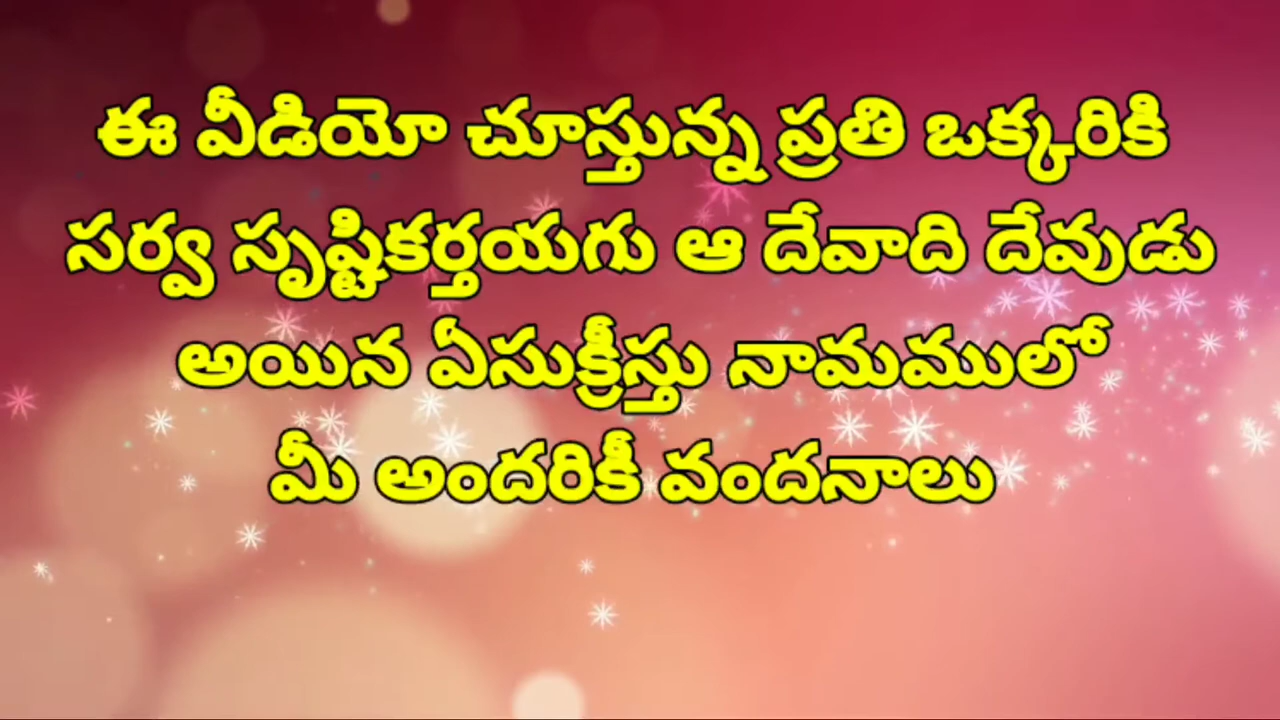 ఈ వీడియో చూస్తున్న ప్రతి ఒక్కరికి
సర్వ సృష్టికర్తయగు ఆ దేవాది దేవుడు
అయిన ఏసుక్రీస్తు నామములో
మీ అందరికీ వందనాలు